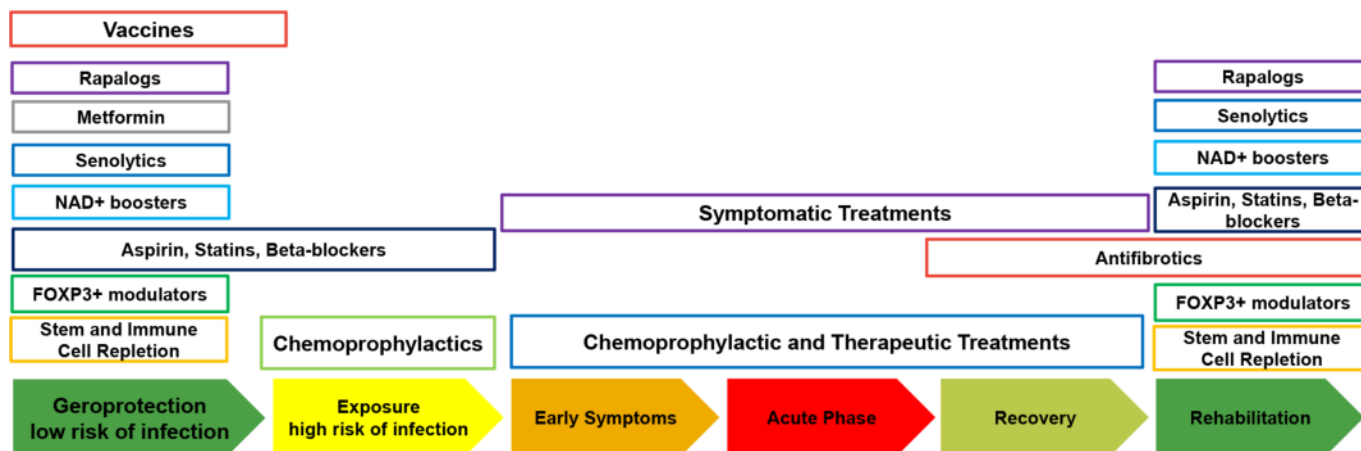 Vaccines
Rapalogs
Metformin
Senolytics
NAD+ boosters
Aspirin, Statins, Beta-blockers
FOXP3+ modulators
Stem and Immune
Cell Repletion
Chemoprophylactics
Symptomatic Treatments
Chemoprophylactic and Therapeutic Treatments
Rapalogs
Senolytics
NAD+ boosters
Aspirin, Statins, Beta-
blockers
Antifibrotics
FOXP3+ modulators
Stem and Immune
Cell Repletion
Geroprotection
low risk of infection
Exposure
high risk of infection
Early Symptoms
Acute Phase
Recovery
Rehabilitation